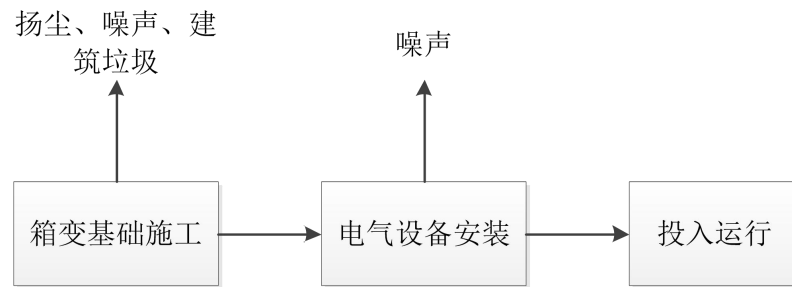 扬尘、噪声、建
筑垃圾
噪声
箱变基础施工
电气设备安装
投入运行